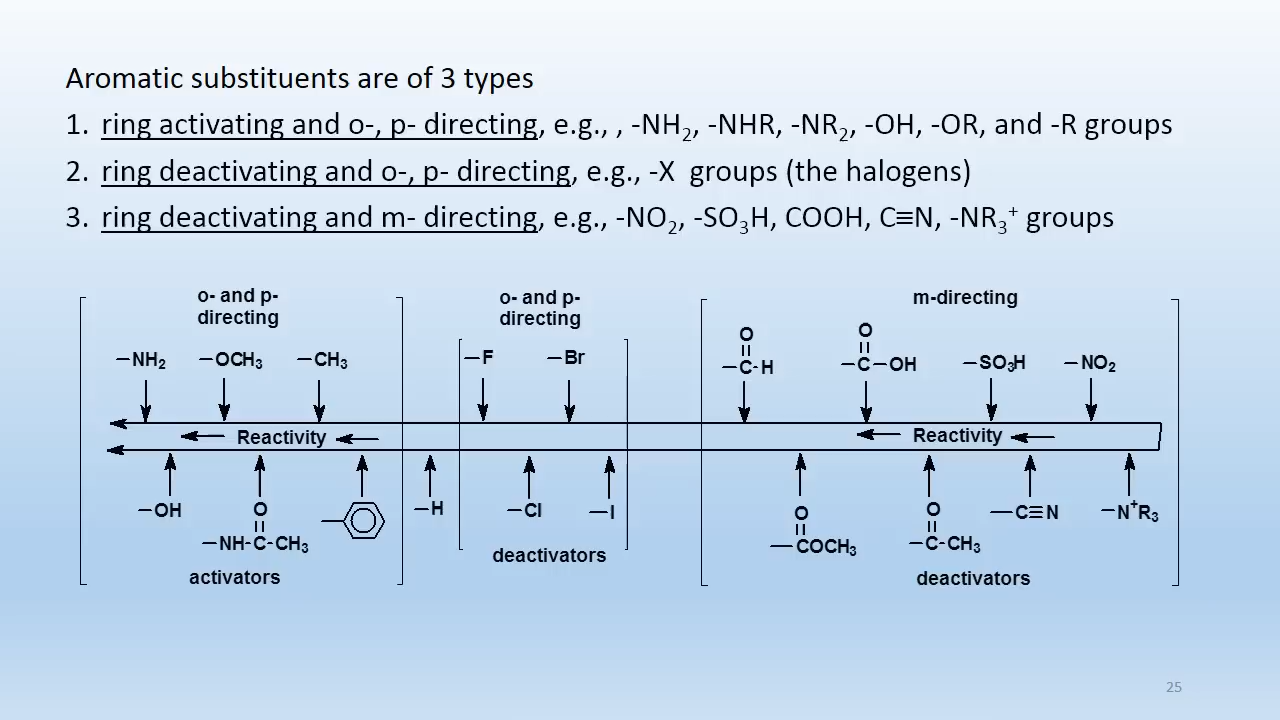 Aromatic substituents are of 3 types
1. ring activating and o-, p- directing, e.g., , -NH₂, -NHR, -NR₂, -OH, -OR, and -R groups
2. ring deactivating and o-, p- directing, e.g., -X groups (the halogens)
3. ring deactivating and m- directing, e.g., -NO₂, -SO₃H, COOH, C≡N, -NR₃⁺ groups
o- and p-
directing
o- and p-
directing
m-directing
O
O
–NH₂ –OCH₃ –CH₃
–F –Br
–C-H
–C–OH
–SO₃H –NO₂
Reactivity
Reactivity
–OH
O
–NH-C-CH₃
–H
–Cl
–I
O
–COCH₃
O
–C-CH₃
–C≡N
–N⁺R₃
activators
deactivators
deactivators
25